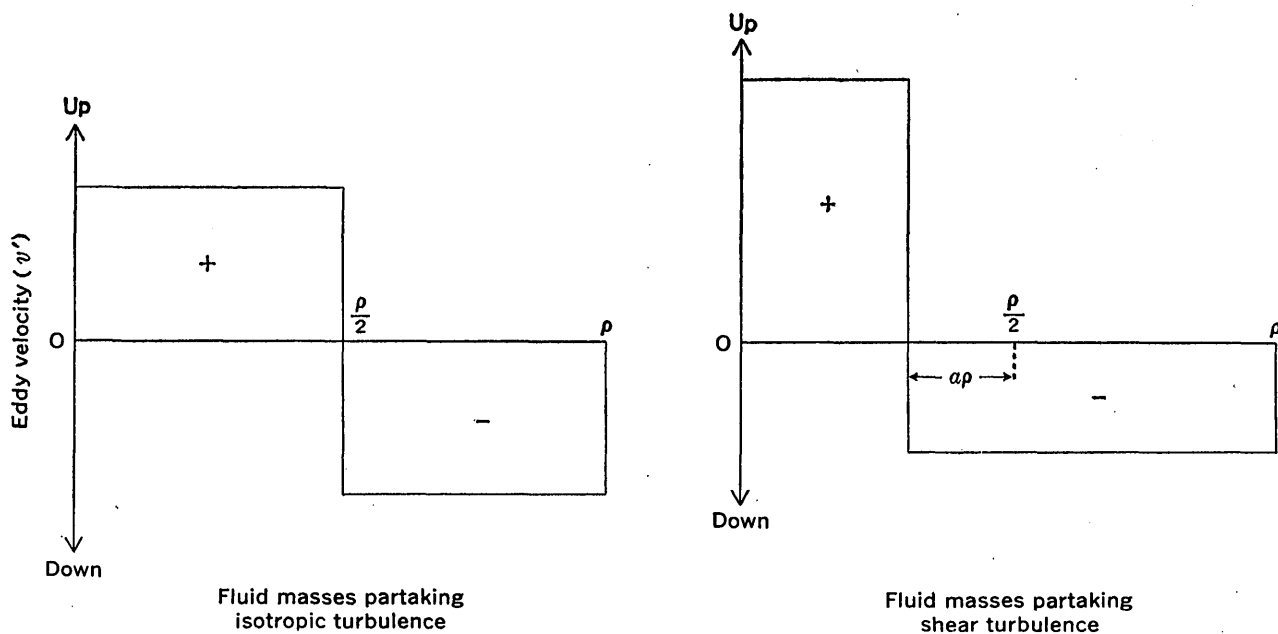 Up
Eddy velocity (v′)
+
O
ρ/2
ρ
−
Down
Fluid masses partaking
isotropic turbulence
Up
+
O
ρ/2
ρ
aρ
−
Down
Fluid masses partaking
shear turbulence